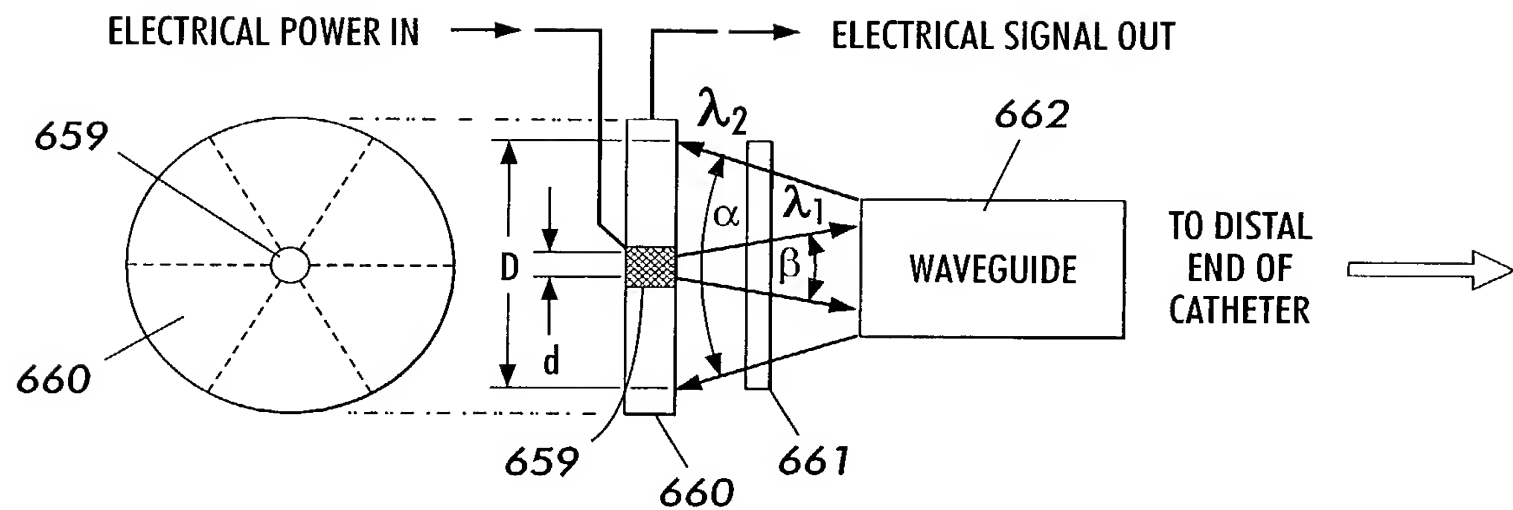 ELECTRICAL POWER IN
ELECTRICAL SIGNAL OUT
659
λ2
662
α
λ1
D
β
WAVEGUIDE
TO DISTAL
END OF
CATHETER
d
660
659
661
660